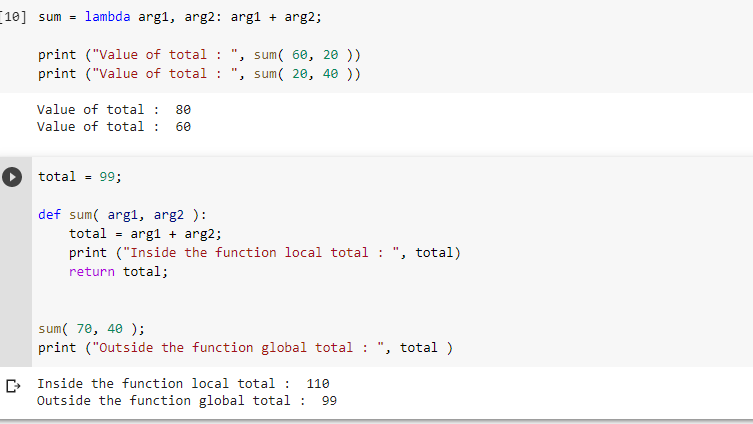 [10] sum = lambda arg1, arg2: arg1 + arg2;
print ("Value of total : ", sum( 60, 20 ))
print ("Value of total : ", sum( 20, 40 ))
Value of total :  80
Value of total :  60
total = 99;
def sum( arg1, arg2 ):
    total = arg1 + arg2;
    print ("Inside the function local total : ", total)
    return total;
sum( 70, 40 );
print ("Outside the function global total : ", total )
Inside the function local total :  110
Outside the function global total :  99